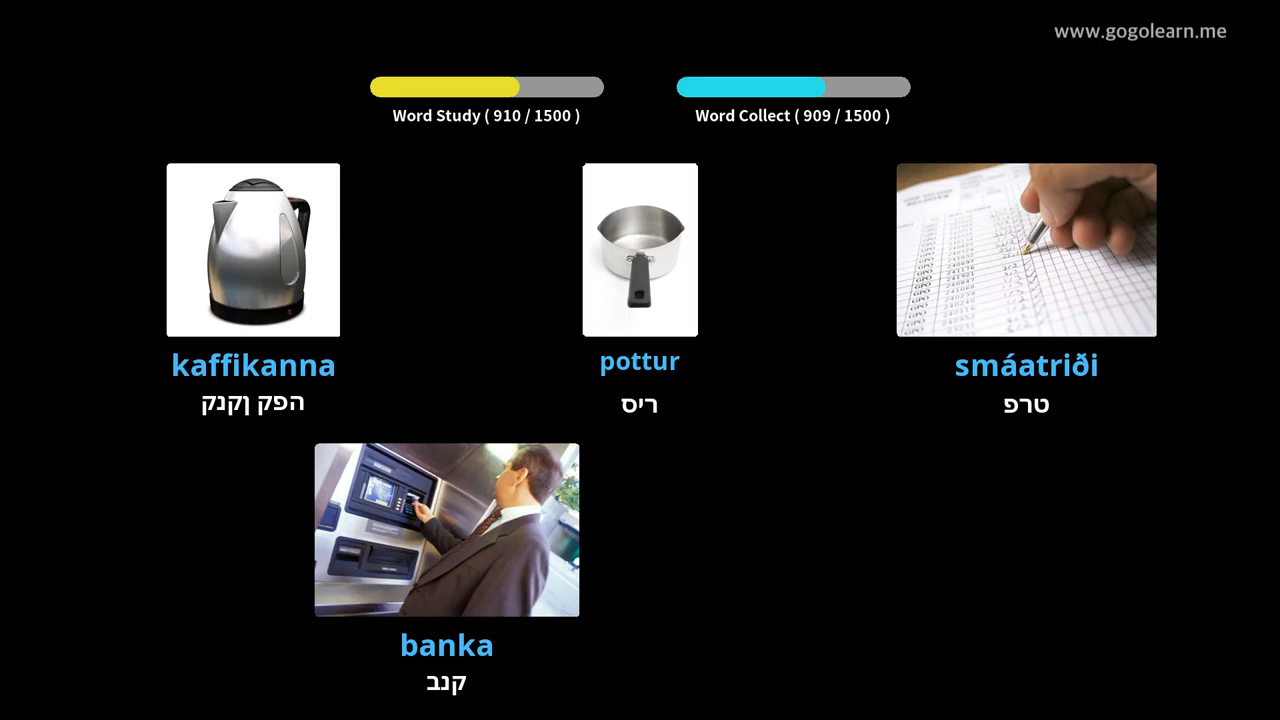 www.gogolearn.me
Word Study ( 910 / 1500 )
Word Collect ( 909 / 1500 )
kaffikanna
הפק ןקנק
pottur
ריס
smáatriði
טרפ
banka
קנב